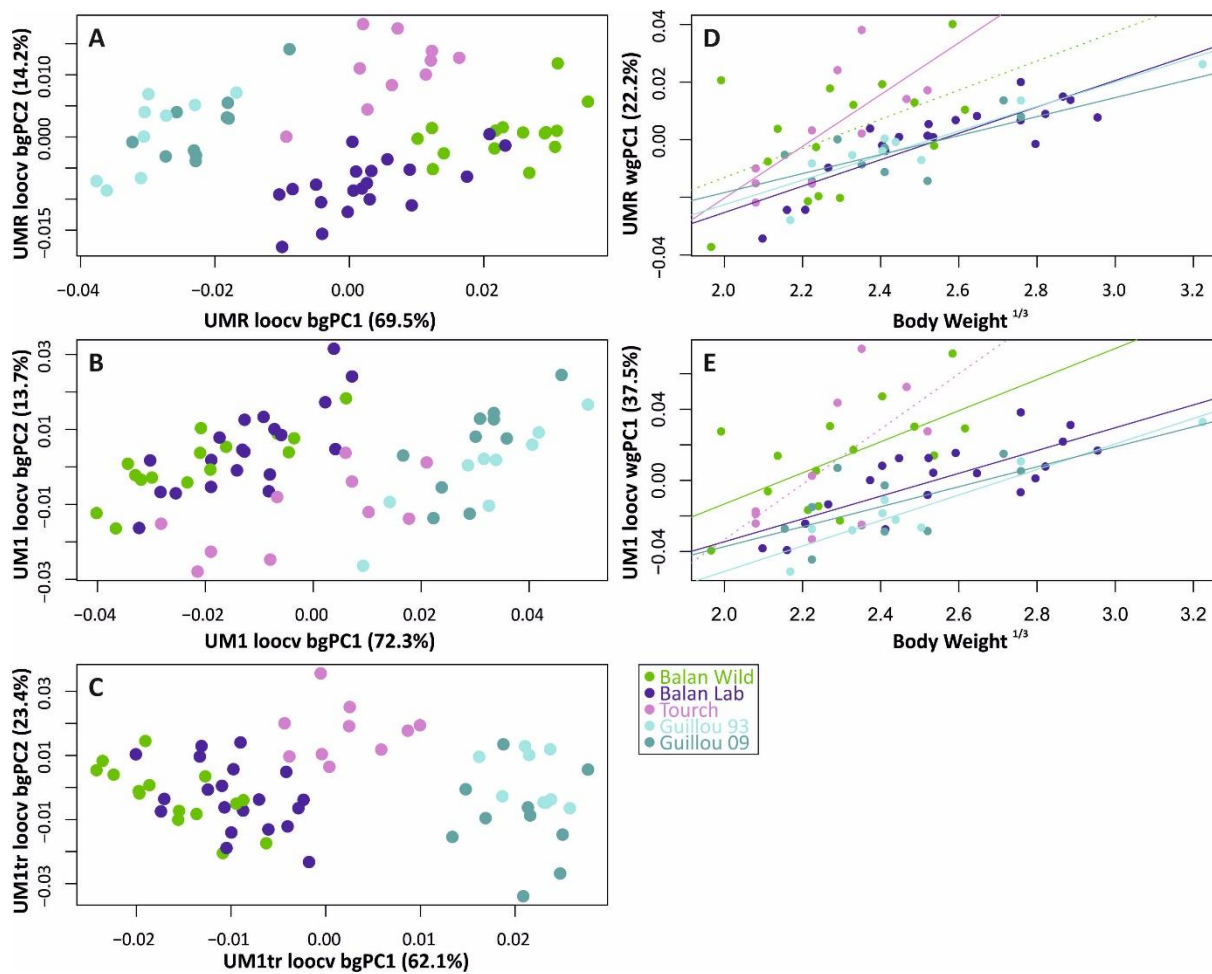 A
UMR loocv bgPC2 (14.2%)
0.010
0.000
−0.015
−0.04
−0.02
0.00
0.02
UMR loocv bgPC1 (69.5%)
D
UMR wgPC1 (22.2%)
0.04
0.02
0.00
−0.04
2.0
2.2
2.4
2.6
2.8
3.0
3.2
Body Weight 1/3
B
UM1 loocv bgPC2 (13.7%)
0.03
0.01
−0.01
−0.03
−0.04
−0.02
0.00
0.02
0.04
UM1 loocv bgPC1 (72.3%)
E
UM1 loocv wgPC1 (37.5%)
0.04
0.00
−0.04
2.0
2.2
2.4
2.6
2.8
3.0
3.2
Body Weight 1/3
C
UM1tr loocv bgPC2 (23.4%)
0.03
0.01
−0.01
−0.03
−0.02
−0.01
0.00
0.01
0.02
UM1tr loocv bgPC1 (62.1%)
Balan Wild
Balan Lab
Tourch
Guillou 93
Guillou 09